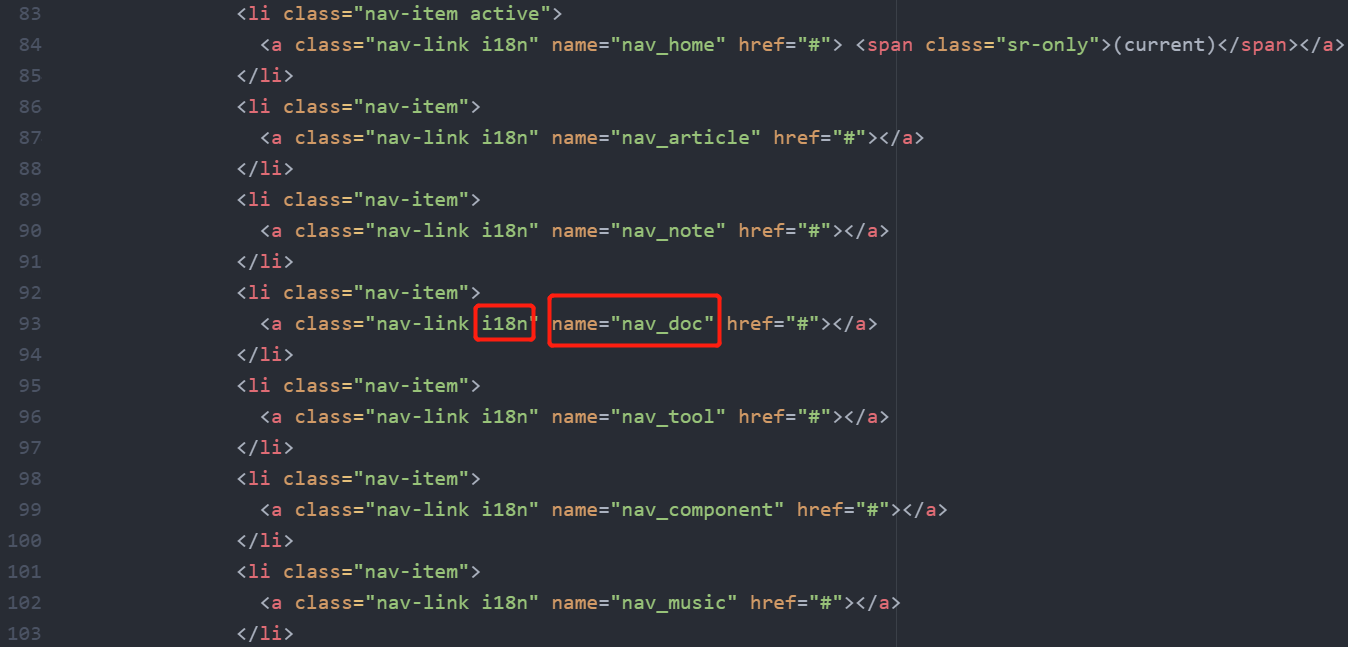 83 <li class="nav-item active">
84 <a class="nav-link i18n" name="nav_home" href="#"> <span class="sr-only">(current)</span></a>
85 </li>
86 <li class="nav-item">
87 <a class="nav-link i18n" name="nav_article" href="#"></a>
88 </li>
89 <li class="nav-item">
90 <a class="nav-link i18n" name="nav_note" href="#"></a>
91 </li>
92 <li class="nav-item">
93 <a class="nav-link i18n" name="nav_doc" href="#"></a>
94 </li>
95 <li class="nav-item">
96 <a class="nav-link i18n" name="nav_tool" href="#"></a>
97 </li>
98 <li class="nav-item">
99 <a class="nav-link i18n" name="nav_component" href="#"></a>
100 </li>
101 <li class="nav-item">
102 <a class="nav-link i18n" name="nav_music" href="#"></a>
103 </li>